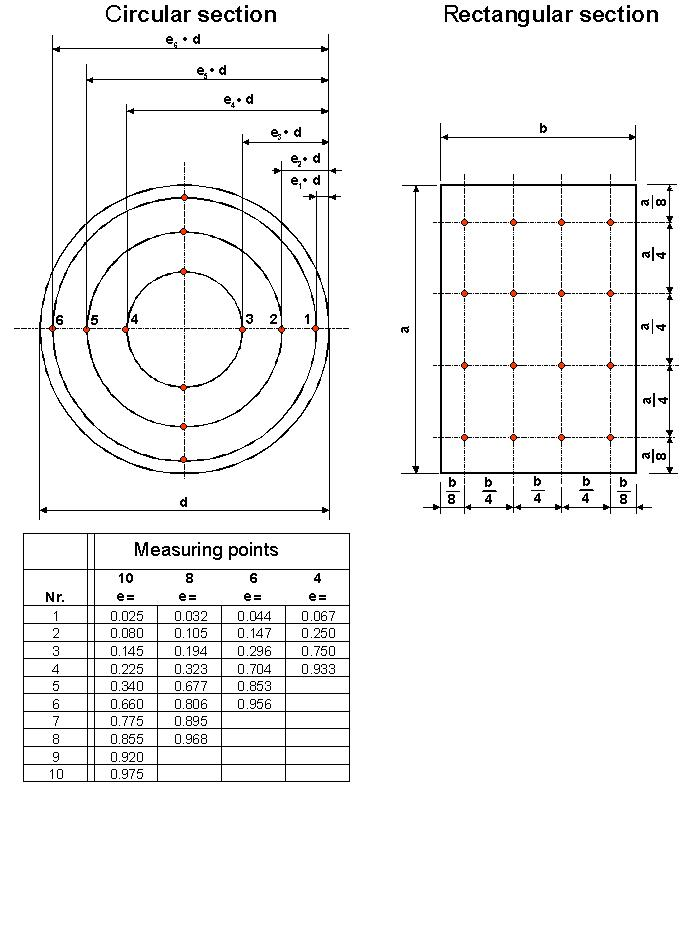 Circular section
Rectangular section
e6 • d
e5 • d
e4 • d
e3 • d
e2 • d
e1 • d
6 5 4 3 2 1
d
b
a
a/8
a/4
a/4
a/4
a/8
b/8 b/4 b/4 b/4 b/8
Measuring points
10 8 6 4
Nr. e= e= e= e=
1 0.025 0.032 0.044 0.067
2 0.080 0.105 0.147 0.250
3 0.145 0.194 0.296 0.750
4 0.225 0.323 0.704 0.933
5 0.340 0.677 0.853
6 0.660 0.806 0.956
7 0.775 0.895
8 0.855 0.968
9 0.920
10 0.975